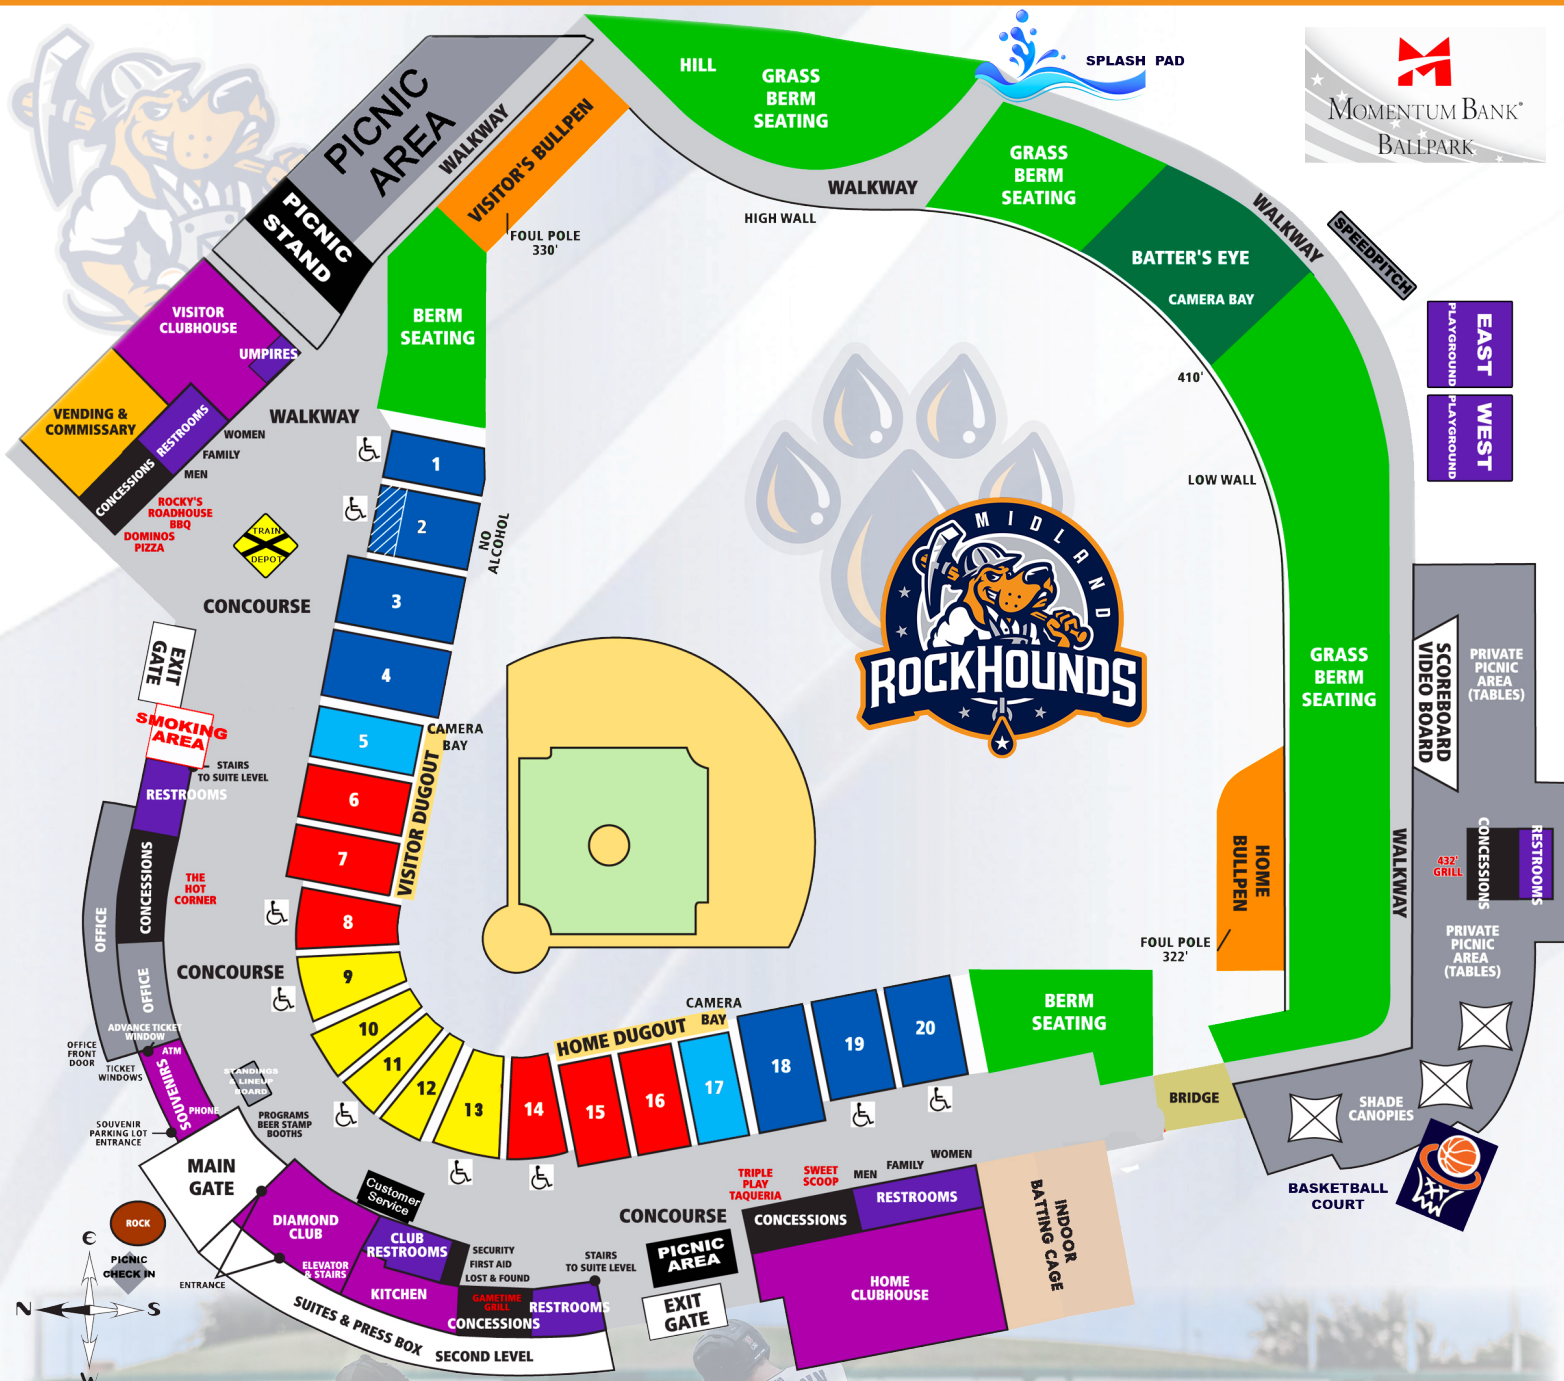 HILL
GRASS
BERM
SEATING
SPLASH PAD
MOMENTUM BANK®
BALLPARK
PICNIC
AREA
WALKWAY
VISITOR'S BULLPEN
PICNIC
STAND
FOUL POLE
330'
WALKWAY
HIGH WALL
GRASS
BERM
SEATING
WALKWAY
BATTER'S EYE
CAMERA BAY
SPEEDPITCH
EAST
PLAYGROUND
WEST
PLAYGROUND
410'
LOW WALL
VISITOR
CLUBHOUSE
UMPIRES
BERM
SEATING
VENDING &
COMMISSARY
RESTROOMS
CONCESSIONS
WALKWAY
WOMEN
FAMILY
MEN
ROCKY'S
ROADHOUSE
BBQ
DOMINOS
PIZZA
TRAIN
DEPOT
CONCOURSE
1
2
NO
ALCOHOL
3
4
5
6
7
8
9
10
11
12
13
14
15
16
17
18
19
20
CAMERA
BAY
VISITOR DUGOUT
MIDLAND
ROCKHOUNDS
GRASS
BERM
SEATING
SCOREBOARD
VIDEO BOARD
PRIVATE
PICNIC
AREA
(TABLES)
EXIT
GATE
SMOKING
AREA
STAIRS
TO SUITE LEVEL
RESTROOMS
CONCESSIONS
THE
HOT
CORNER
OFFICE
OFFICE
CONCOURSE
HOME
BULLPEN
FOUL POLE
322'
WALKWAY
432'
GRILL
CONCESSIONS
RESTROOMS
PRIVATE
PICNIC
AREA
(TABLES)
ADVANCE TICKET
WINDOW
OFFICE
FRONT
DOOR
TICKET
WINDOWS
ATM
SOUVENIRS
PHONE
SOUVENIR
PARKING LOT
ENTRANCE
STANDINGS
& LINEUP
BOARD
PROGRAMS
BEER STAMP
BOOTHS
HOME DUGOUT
CAMERA
BAY
BERM
SEATING
BRIDGE
SHADE
CANOPIES
BASKETBALL
COURT
MAIN
GATE
ROCK
PICNIC
CHECK IN
E
N
S
W
ENTRANCE
DIAMOND
CLUB
ELEVATOR
& STAIRS
Customer
Service
CLUB
RESTROOMS
KITCHEN
SECURITY
FIRST AID
LOST & FOUND
GAMETIME
GRILL
CONCESSIONS
RESTROOMS
STAIRS
TO SUITE LEVEL
SUITES & PRESS BOX
SECOND LEVEL
CONCOURSE
PICNIC
AREA
EXIT
GATE
TRIPLE
PLAY
TAQUERIA
SWEET
SCOOP
MEN
FAMILY
WOMEN
CONCESSIONS
RESTROOMS
HOME
CLUBHOUSE
INDOOR
BATTING CAGE